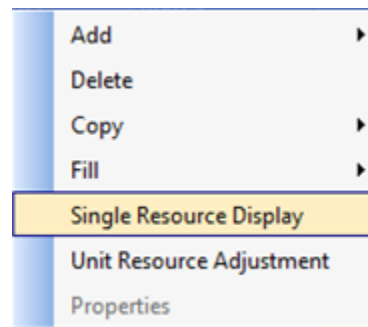 Add
Delete
Copy
Fill
Single Resource Display
Unit Resource Adjustment
Properties